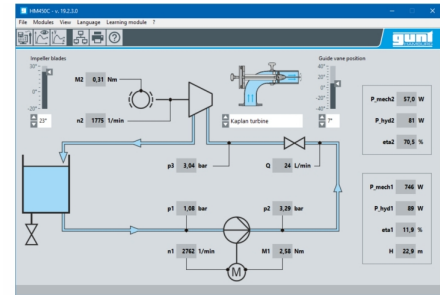 HM450C - v. 19.2.3.0
File Modules View Language Learning module ?
gunt
Impeller blades
Guide vane position
30°
20°
0°
-20°
23°
M2 0,31 Nm
n2 1775 1/min
Kaplan turbine
40°
20°
0°
7°
P_mech2 57,0 W
P_hyd2 81 W
eta2 70,5 %
p3 3,04 bar
Q 24 L/min
p1 1,08 bar
p2 3,29 bar
n1 2762 1/min
M1 2,58 Nm
M
P_mech1 746 W
P_hyd1 89 W
eta1 11,9 %
H 22,9 m